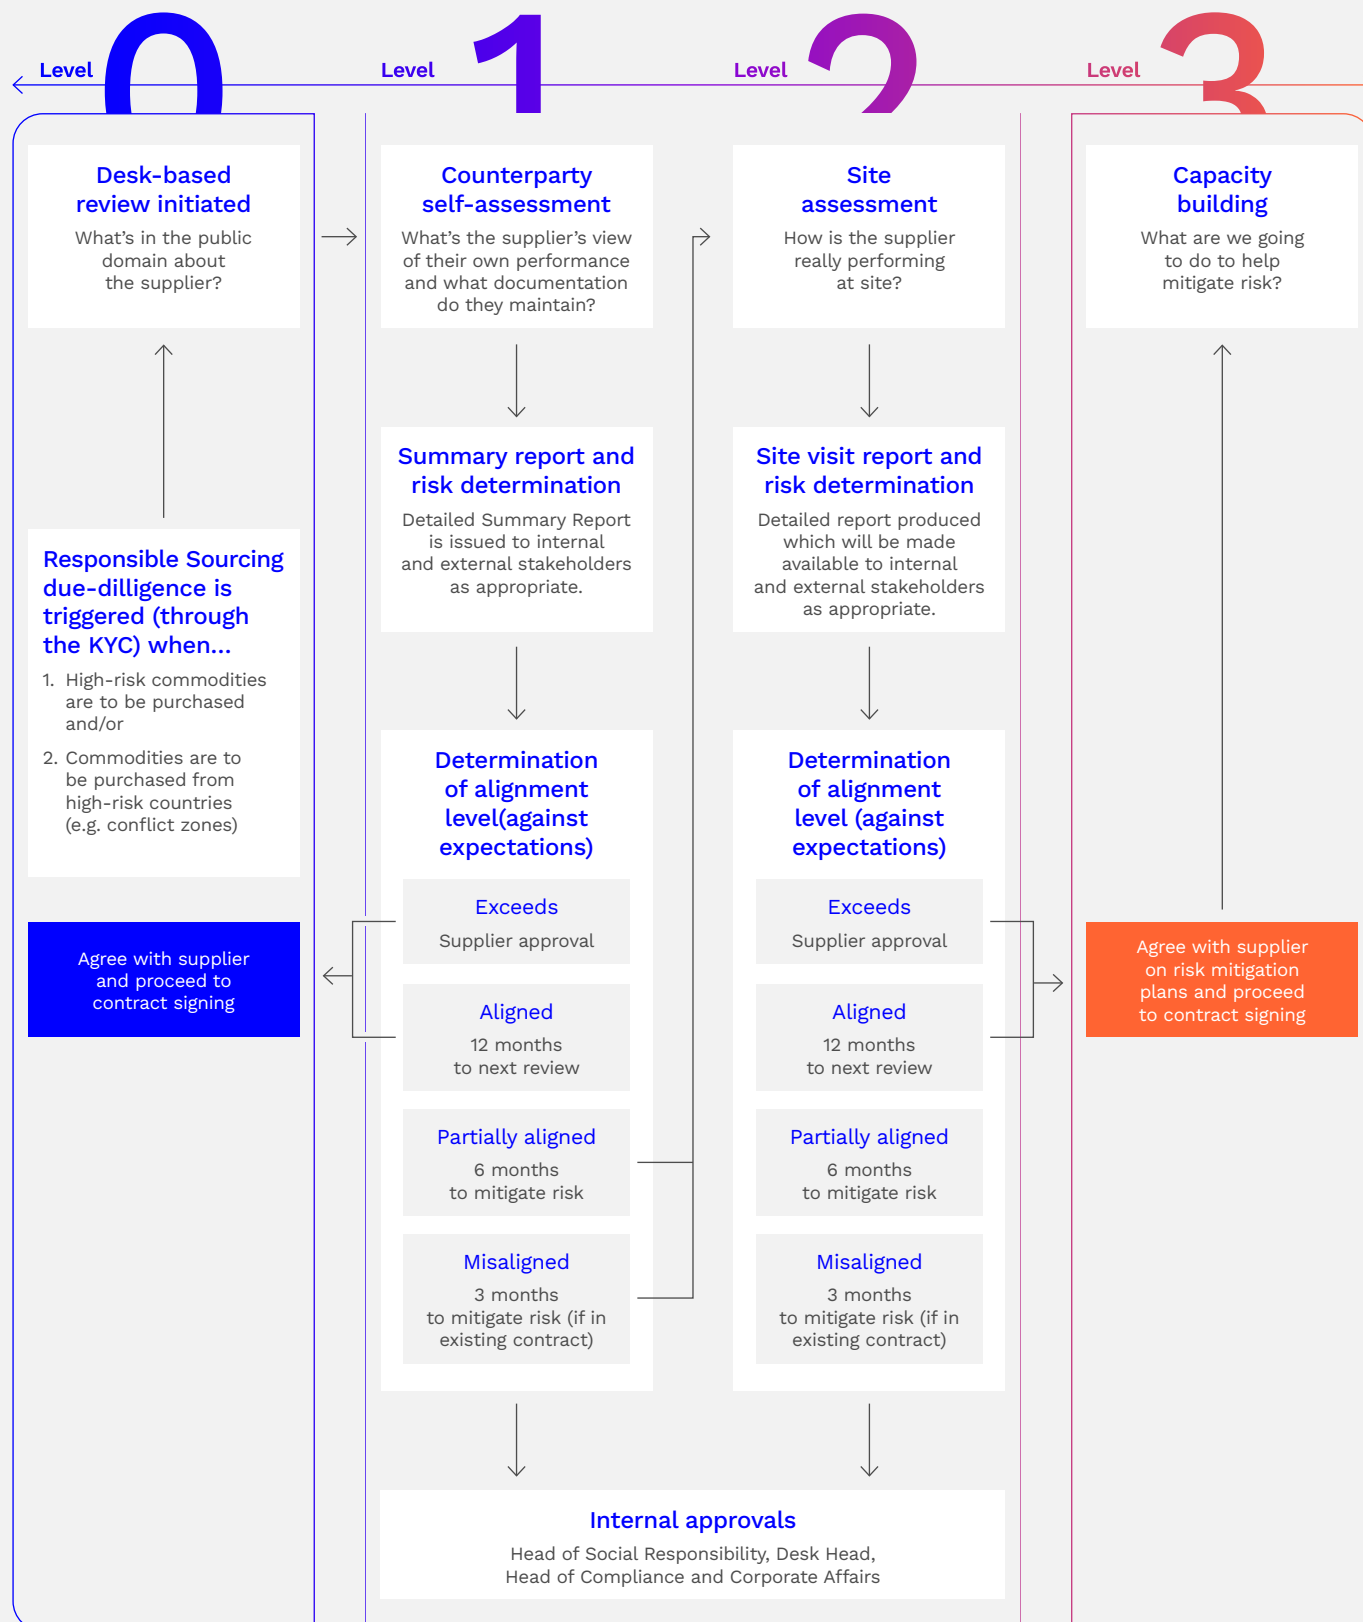 Level 0
Desk-based
review initiated
What's in the public
domain about
the supplier?
Responsible Sourcing
due-dilligence is
triggered (through
the KYC) when...
1. High-risk commodities
are to be purchased
and/or
2. Commodities are to
be purchased from
high-risk countries
(e.g. conflict zones)
Agree with supplier
and proceed to
contract signing
Level 1
Counterparty
self-assessment
What's the supplier's view
of their own performance
and what documentation
do they maintain?
Summary report and
risk determination
Detailed Summary Report
is issued to internal
and external stakeholders
as appropriate.
Determination
of alignment
level(against
expectations)
Exceeds
Supplier approval
Aligned
12 months
to next review
Partially aligned
6 months
to mitigate risk
Misaligned
3 months
to mitigate risk (if in
existing contract)
Level 2
Site
assessment
How is the supplier
really performing
at site?
Site visit report and
risk determination
Detailed report produced
which will be made
available to internal
and external stakeholders
as appropriate.
Determination
of alignment
level (against
expectations)
Exceeds
Supplier approval
Aligned
12 months
to next review
Partially aligned
6 months
to mitigate risk
Misaligned
3 months
to mitigate risk (if in
existing contract)
Internal approvals
Head of Social Responsibility, Desk Head,
Head of Compliance and Corporate Affairs
Level 3
Capacity
building
What are we going
to do to help
mitigate risk?
Agree with supplier
on risk mitigation
plans and proceed
to contract signing